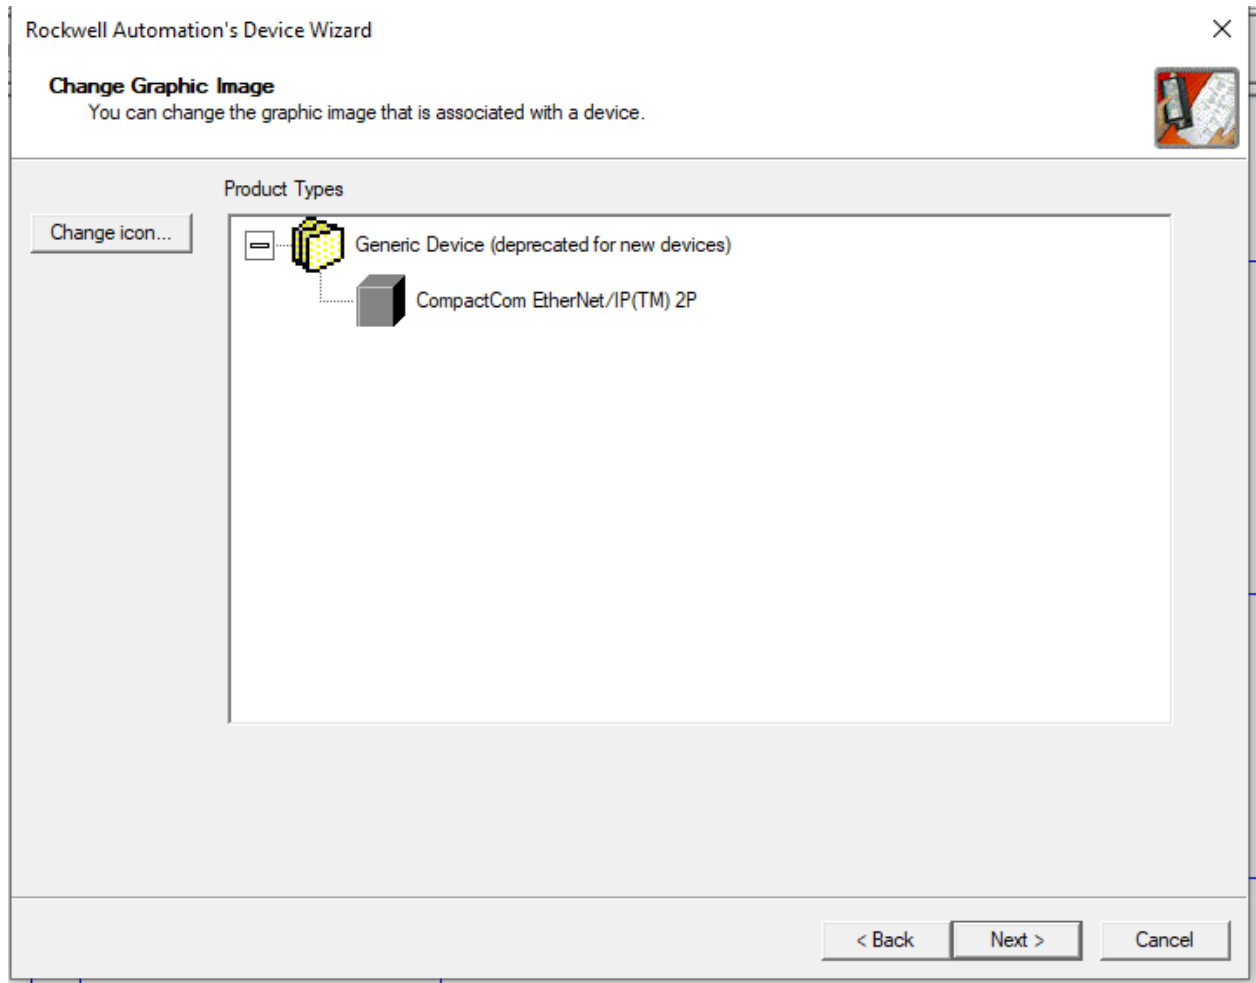 Rockwell Automation's Device Wizard
Change Graphic Image
You can change the graphic image that is associated with a device.
Product Types
Change icon...
Generic Device (deprecated for new devices)
CompactCom EtherNet/IP(TM) 2P
< Back
Next >
Cancel